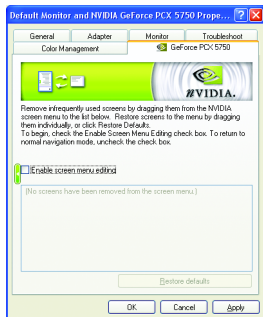 Default Monitor and NVIDIA GeForce PCX 5750 Prope...
General Adapter Monitor Troubleshoot
Color Management GeForce PCX 5750
NVIDIA.
Remove infrequently used screens by dragging them from the NVIDIA
screen menu to the list below. Restore screens to the menu by dragging
them individually, or click Restore Defaults.
To begin, check the Enable Screen Menu Editing check box. To return to
normal navigation mode, uncheck the check box.
Enable screen menu editing
(No screens have been removed from the screen menu.)
Restore defaults
OK Cancel Apply